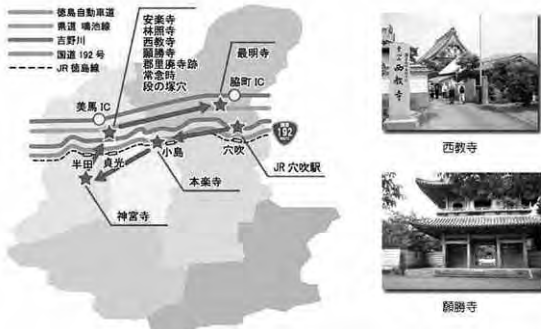 徳島自動車道
県道 鳴池線
吉野川
国道 192 号
JR 徳島線
安楽寺
林照寺
西教寺
願勝寺
郡里廃寺跡
常念時
段の塚穴
最明寺
脇町 IC
美馬 IC
192
半田
貞光
小島
穴吹
JR 穴吹駅
本楽寺
神宮寺
西教寺
西教寺
願勝寺